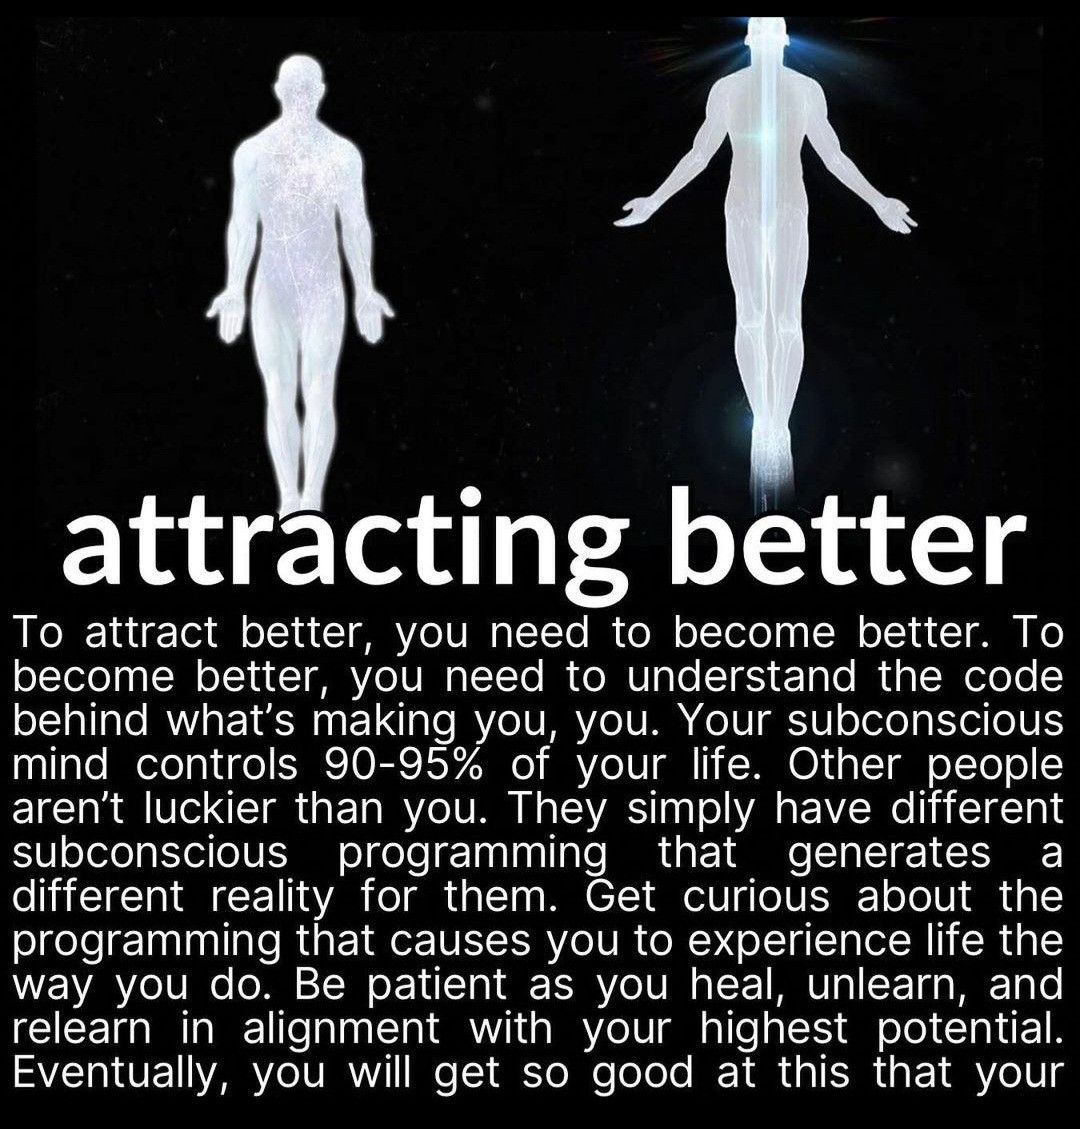 attracting better
To attract better, you need to become better. To
become better, you need to understand the code
behind what's making you, you. Your subconscious
mind controls 90-95% of your life. Other people
aren't luckier than you. They simply have different
subconscious programming that generates a
different reality for them. Get curious about the
programming that causes you to experience life the
way you do. Be patient as you heal, unlearn, and
relearn in alignment with your highest potential.
Eventually, you will get so good at this that your